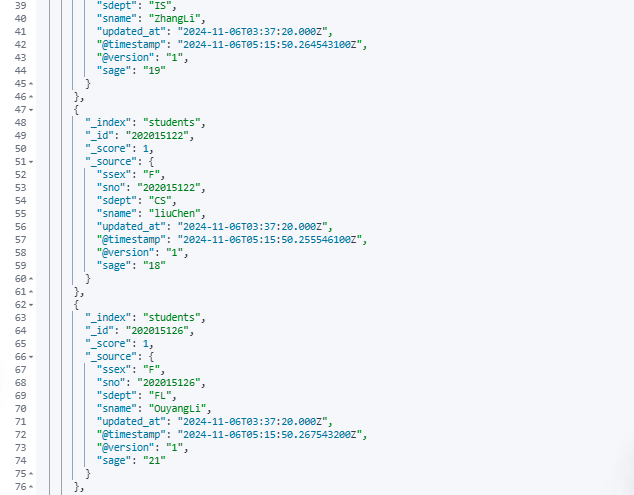 39 "sdept": "IS",
40 "sname": "ZhangLi",
41 "updated_at": "2024-11-06T03:37:20.000Z",
42 "@timestamp": "2024-11-06T05:15:50.264543100Z",
43 "@version": "1",
44 "sage": "19"
45 }
46 },
47 {
48 "_index": "students",
49 "_id": "202015122",
50 "_score": 1,
51 "_source": {
52 "ssex": "F",
53 "sno": "202015122",
54 "sdept": "CS",
55 "sname": "liuChen",
56 "updated_at": "2024-11-06T03:37:20.000Z",
57 "@timestamp": "2024-11-06T05:15:50.255546100Z",
58 "@version": "1",
59 "sage": "18"
60 }
61 },
62 {
63 "_index": "students",
64 "_id": "202015126",
65 "_score": 1,
66 "_source": {
67 "ssex": "F",
68 "sno": "202015126",
69 "sdept": "FL",
70 "sname": "OuyangLi",
71 "updated_at": "2024-11-06T03:37:20.000Z",
72 "@timestamp": "2024-11-06T05:15:50.267543200Z",
73 "@version": "1",
74 "sage": "21"
75 }
76 },